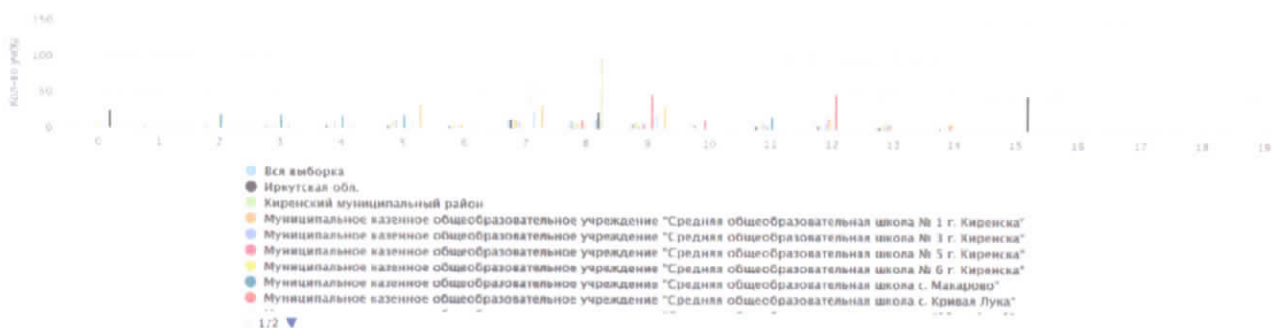 150
100
50
0
Кол-во учащ
0 1 2 3 4 5 6 7 8 9 10 11 12 13 14 15 16 17 18 19
Вся выборка
Иркутская обл.
Киренский муниципальный район
Муниципальное казенное общеобразовательное учреждение "Средняя общеобразовательная школа № 1 г. Киренска"
Муниципальное казенное общеобразовательное учреждение "Средняя общеобразовательная школа № 3 г. Киренска"
Муниципальное казенное общеобразовательное учреждение "Средняя общеобразовательная школа № 5 г. Киренска"
Муниципальное казенное общеобразовательное учреждение "Средняя общеобразовательная школа № 6 г. Киренска"
Муниципальное казенное общеобразовательное учреждение "Средняя общеобразовательная школа с. Макарово"
Муниципальное казенное общеобразовательное учреждение "Средняя общеобразовательная школа с. Кривая Лука"
1/2